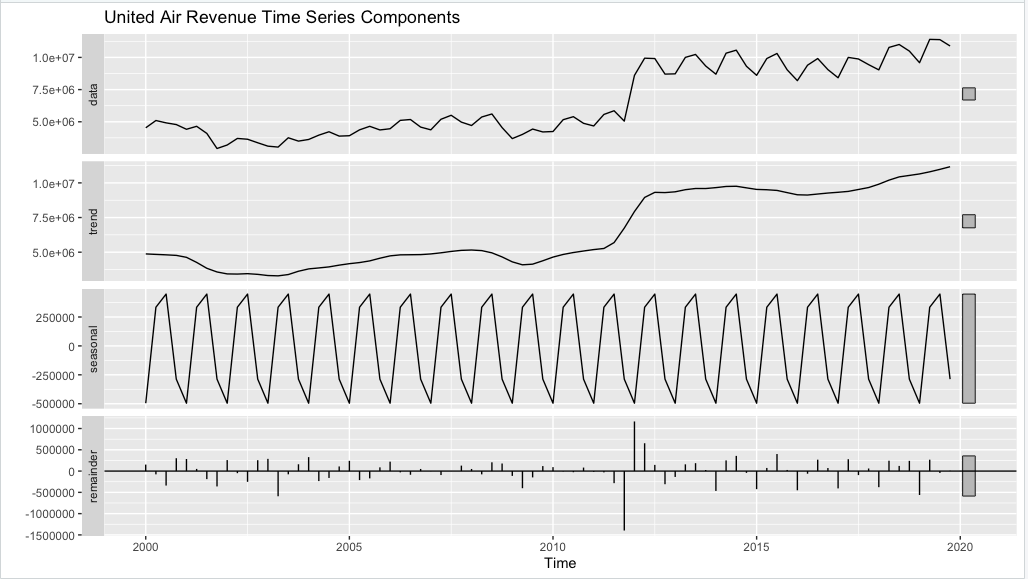 United Air Revenue Time Series Components
1.0e+07
7.5e+06
5.0e+06
data
1.0e+07
7.5e+06
5.0e+06
trend
250000
0
-250000
-500000
seasonal
1000000
500000
0
-500000
-1000000
-1500000
remainder
2000 2005 2010 2015 2020
Time